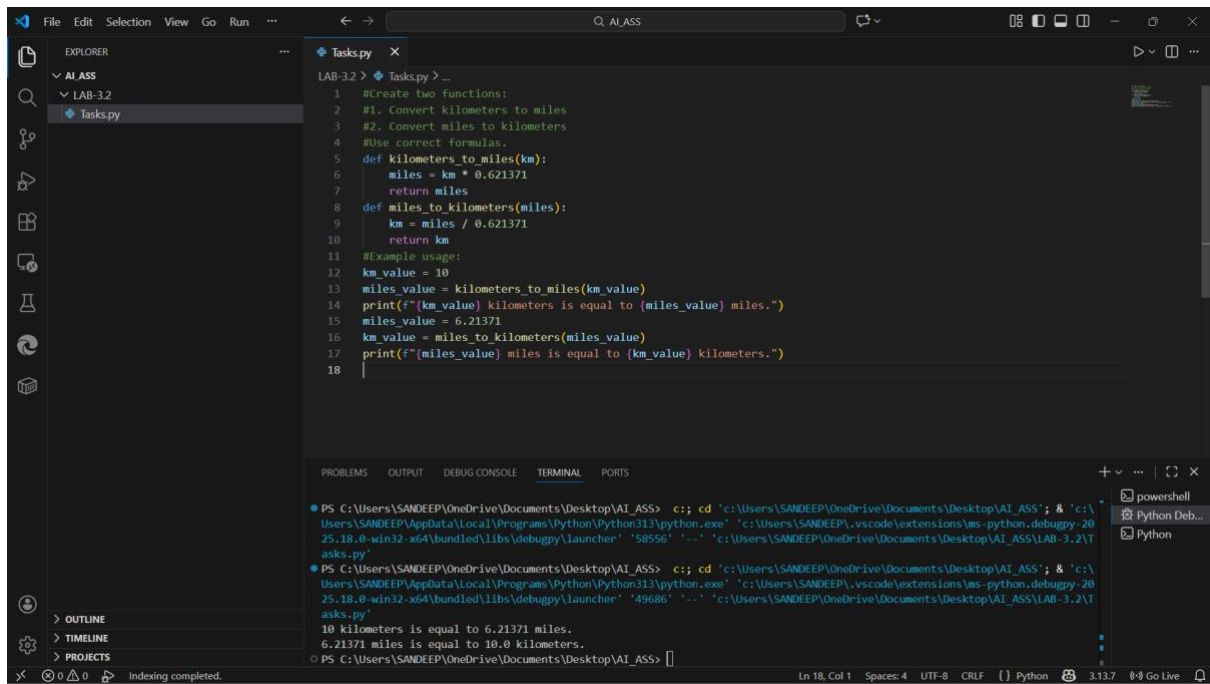 File Edit Selection View Go Run ··· ← → AI_ASS
EXPLORER ···
AI_ASS
LAB-3.2
Tasks.py
OUTLINE
TIMELINE
PROJECTS
Tasks.py ×
LAB-3.2 > Tasks.py > ...
1 #Create two functions:
2 #1. Convert kilometers to miles
3 #2. Convert miles to kilometers
4 #Use correct formulas.
5 def kilometers_to_miles(km):
6     miles = km * 0.621371
7     return miles
8 def miles_to_kilometers(miles):
9     km = miles / 0.621371
10     return km
11 #Example usage:
12 km_value = 10
13 miles_value = kilometers_to_miles(km_value)
14 print(f"{km_value} kilometers is equal to {miles_value} miles.")
15 miles_value = 6.21371
16 km_value = miles_to_kilometers(miles_value)
17 print(f"{miles_value} miles is equal to {km_value} kilometers.")
18
PROBLEMS OUTPUT DEBUG CONSOLE TERMINAL PORTS
PS C:\Users\SANDEEP\OneDrive\Documents\Desktop\AI_ASS> c:; cd 'c:\Users\SANDEEP\OneDrive\Documents\Desktop\AI_ASS'; & 'c:\
Users\SANDEEP\AppData\Local\Programs\Python\Python313\python.exe' 'c:\Users\SANDEEP\.vscode\extensions\ms-python.debugpy-20
25.18.0-win32-x64\bundled\libs\debugpy\launcher' '58556' '--' 'c:\Users\SANDEEP\OneDrive\Documents\Desktop\AI_ASS\LAB-3.2\T
asks.py'
PS C:\Users\SANDEEP\OneDrive\Documents\Desktop\AI_ASS> c:; cd 'c:\Users\SANDEEP\OneDrive\Documents\Desktop\AI_ASS'; & 'c:\
Users\SANDEEP\AppData\Local\Programs\Python\Python313\python.exe' 'c:\Users\SANDEEP\.vscode\extensions\ms-python.debugpy-20
25.18.0-win32-x64\bundled\libs\debugpy\launcher' '49686' '--' 'c:\Users\SANDEEP\OneDrive\Documents\Desktop\AI_ASS\LAB-3.2\T
asks.py'
10 kilometers is equal to 6.21371 miles.
6.21371 miles is equal to 10.0 kilometers.
PS C:\Users\SANDEEP\OneDrive\Documents\Desktop\AI_ASS>
powershell
Python Deb...
Python
0 0 Indexing completed. Ln 18, Col 1 Spaces: 4 UTF-8 CRLF {} Python 3.13.7 Go Live